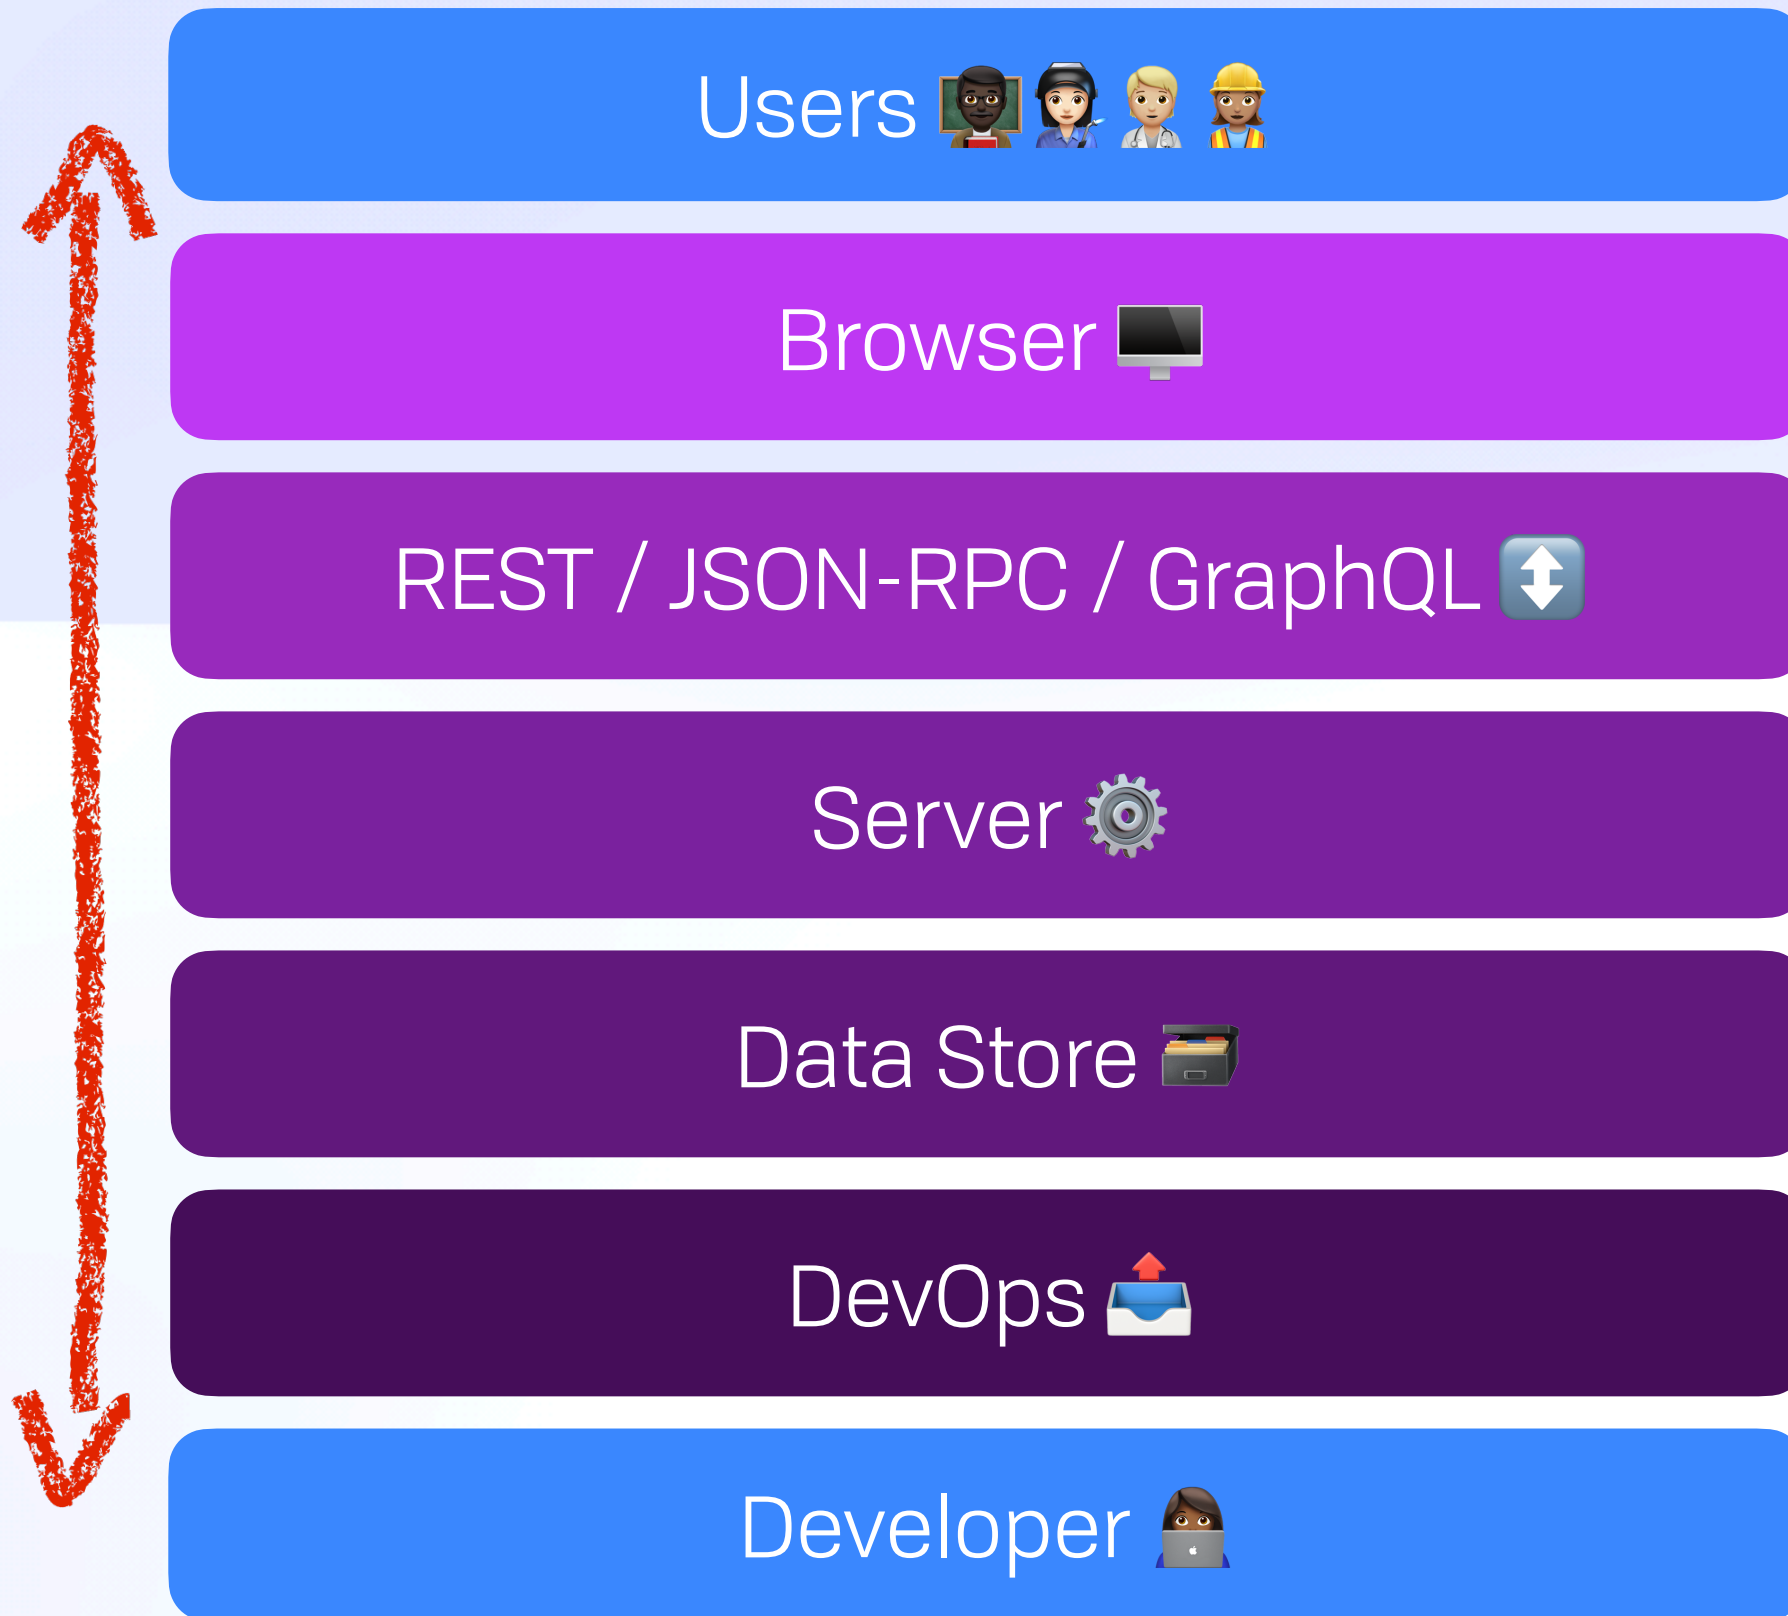 Users
Browser
REST / JSON-RPC / GraphQL
Server
Data Store
DevOps
Developer